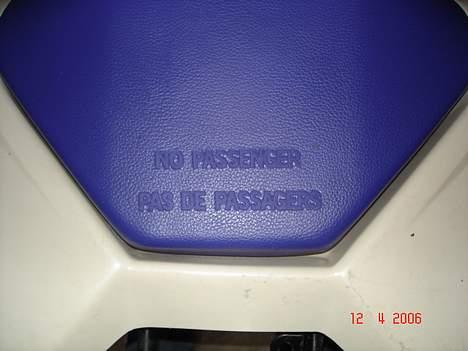 NO PASSENGER
PAS DE PASSAGERS
12 4 2006